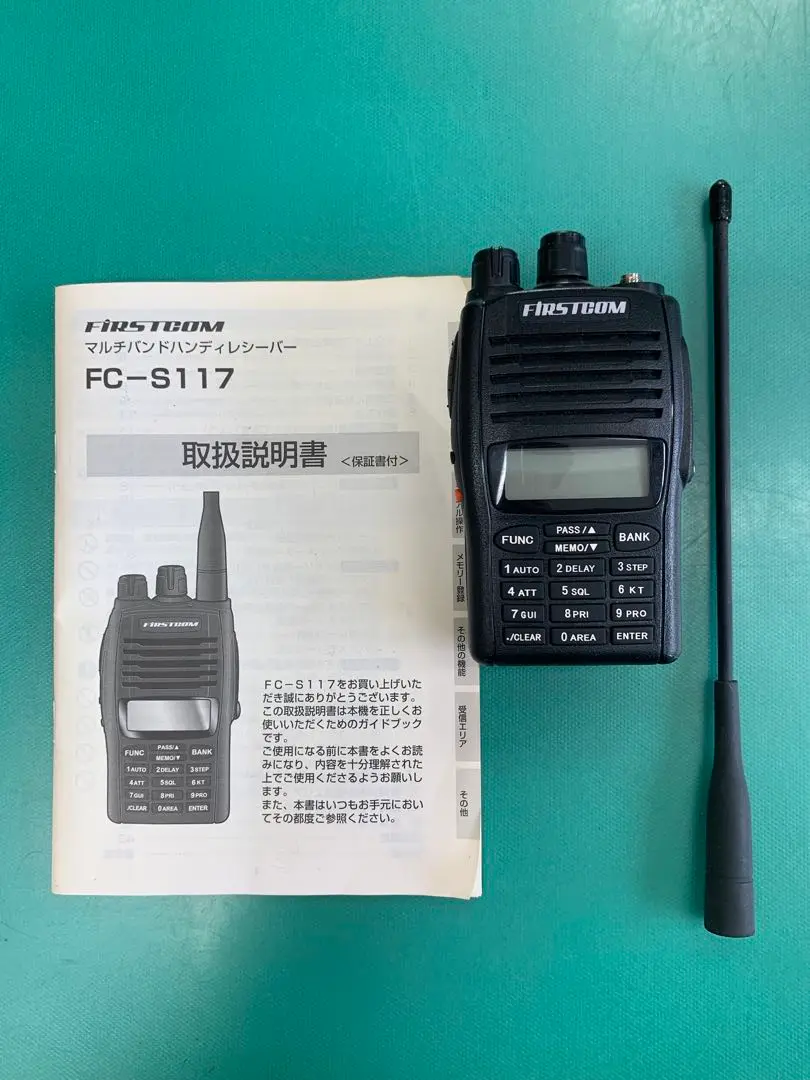 FIRSTCOM
マルチバンドハンディレシーバー
FC-S117
取扱説明書 <保証書付>
FIRSTCOM
FUNC PASS/▲ BANK
MEMO/▼
1 AUTO 2 DELAY 3 STEP
4 ATT 5 SQL 6 KT
7 GUI 8 PRI 9 PRO
./CLEAR 0 AREA ENTER
FC-S117をお買い上げいた
だき誠にありがとうございます。
この取扱説明書は本機を正しくお
使いいただくためのガイドブック
です。
ご使用になる前に本書をよくお読
みになり、内容を十分理解された
上でご使用くださるようお願いし
ます。
また、本書はいつもお手元におい
てその都度ご参照ください。
ル操作
メモリー登録
その他の機能
受信エリア
その他
FIRSTCOM
FUNC PASS/▲ BANK
MEMO/▼
1 AUTO 2 DELAY 3 STEP
4 ATT 5 SQL 6 KT
7 GUI 8 PRI 9 PRO
./CLEAR 0 AREA ENTER